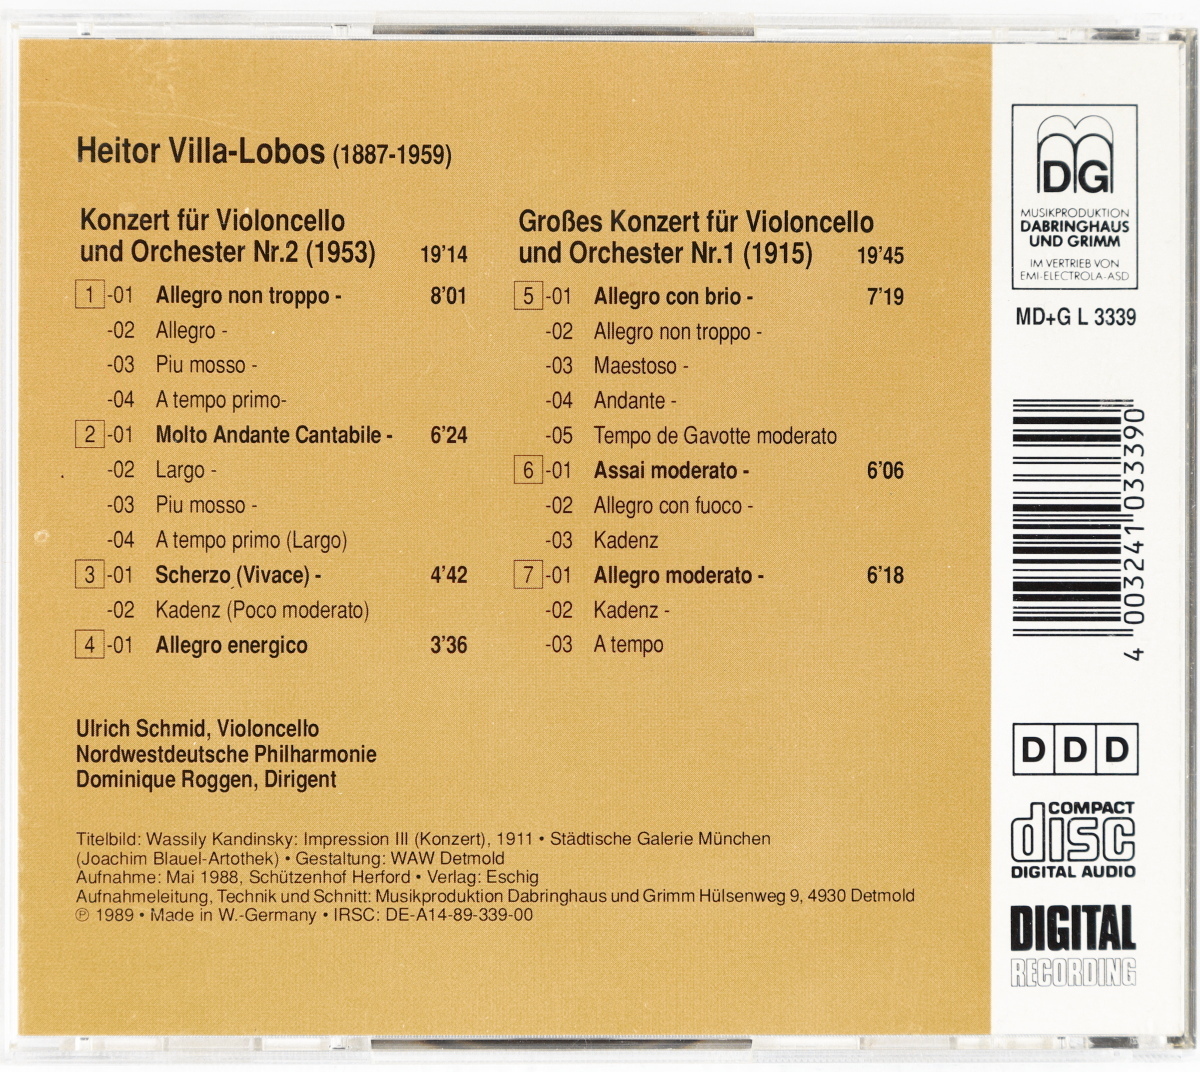 Heitor Villa-Lobos (1887-1959)
Konzert für Violoncello
und Orchester Nr.2 (1953) 19'14
1 -01 Allegro non troppo - 8'01
-02 Allegro -
-03 Piu mosso -
-04 A tempo primo-
2 -01 Molto Andante Cantabile - 6'24
-02 Largo -
-03 Piu mosso -
-04 A tempo primo (Largo)
3 -01 Scherzo (Vivace) - 4'42
-02 Kadenz (Poco moderato)
4 -01 Allegro energico 3'36
Großes Konzert für Violoncello
und Orchester Nr.1 (1915) 19'45
5 -01 Allegro con brio - 7'19
-02 Allegro non troppo -
-03 Maestoso -
-04 Andante -
-05 Tempo de Gavotte moderato
6 -01 Assai moderato - 6'06
-02 Allegro con fuoco -
-03 Kadenz
7 -01 Allegro moderato - 6'18
-02 Kadenz -
-03 A tempo
Ulrich Schmid, Violoncello
Nordwestdeutsche Philharmonie
Dominique Roggen, Dirigent
Titelbild: Wassily Kandinsky: Impression III (Konzert), 1911 • Städtische Galerie München
(Joachim Blauel-Artothek) • Gestaltung: WAW Detmold
Aufnahme: Mai 1988, Schützenhof Herford • Verlag: Eschig
Aufnahmeleitung, Technik und Schnitt: Musikproduktion Dabringhaus und Grimm Hülsenweg 9, 4930 Detmold
℗ 1989 • Made in W.-Germany • IRSC: DE-A14-89-339-00
DG
MUSIKPRODUKTION
DABRINGHAUS
UND GRIMM
IM VERTRIEB VON
EMI-ELECTROLA-ASD
MD+G L 3339
4 003241 033390
D D D
COMPACT
disc
DIGITAL AUDIO
DIGITAL
RECORDING